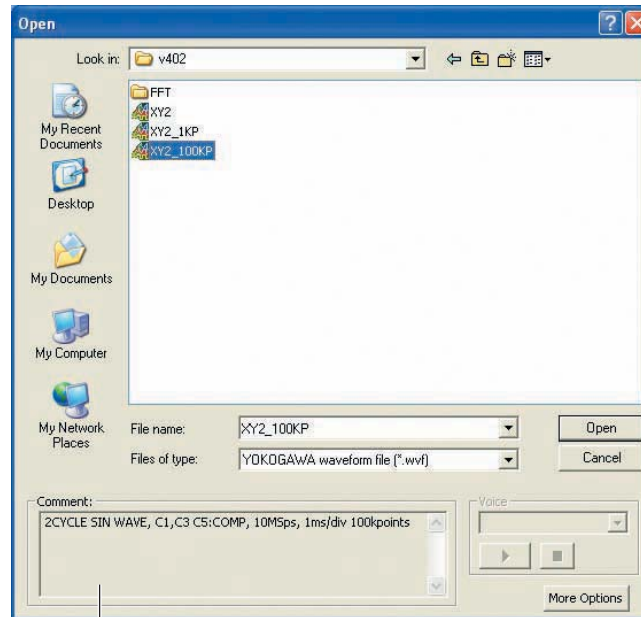 Open
Look in:
v402
FFT
XY2
XY2_1KP
XY2_100KP
My Recent
Documents
Desktop
My Documents
My Computer
My Network
Places
File name:
XY2_100KP
Open
Files of type:
YOKOGAWA waveform file (*.wvf)
Cancel
Comment:
2CYCLE SIN WAVE, C1,C3 C5:COMP, 10MSps, 1ms/div 100kpoints
Voice
More Options